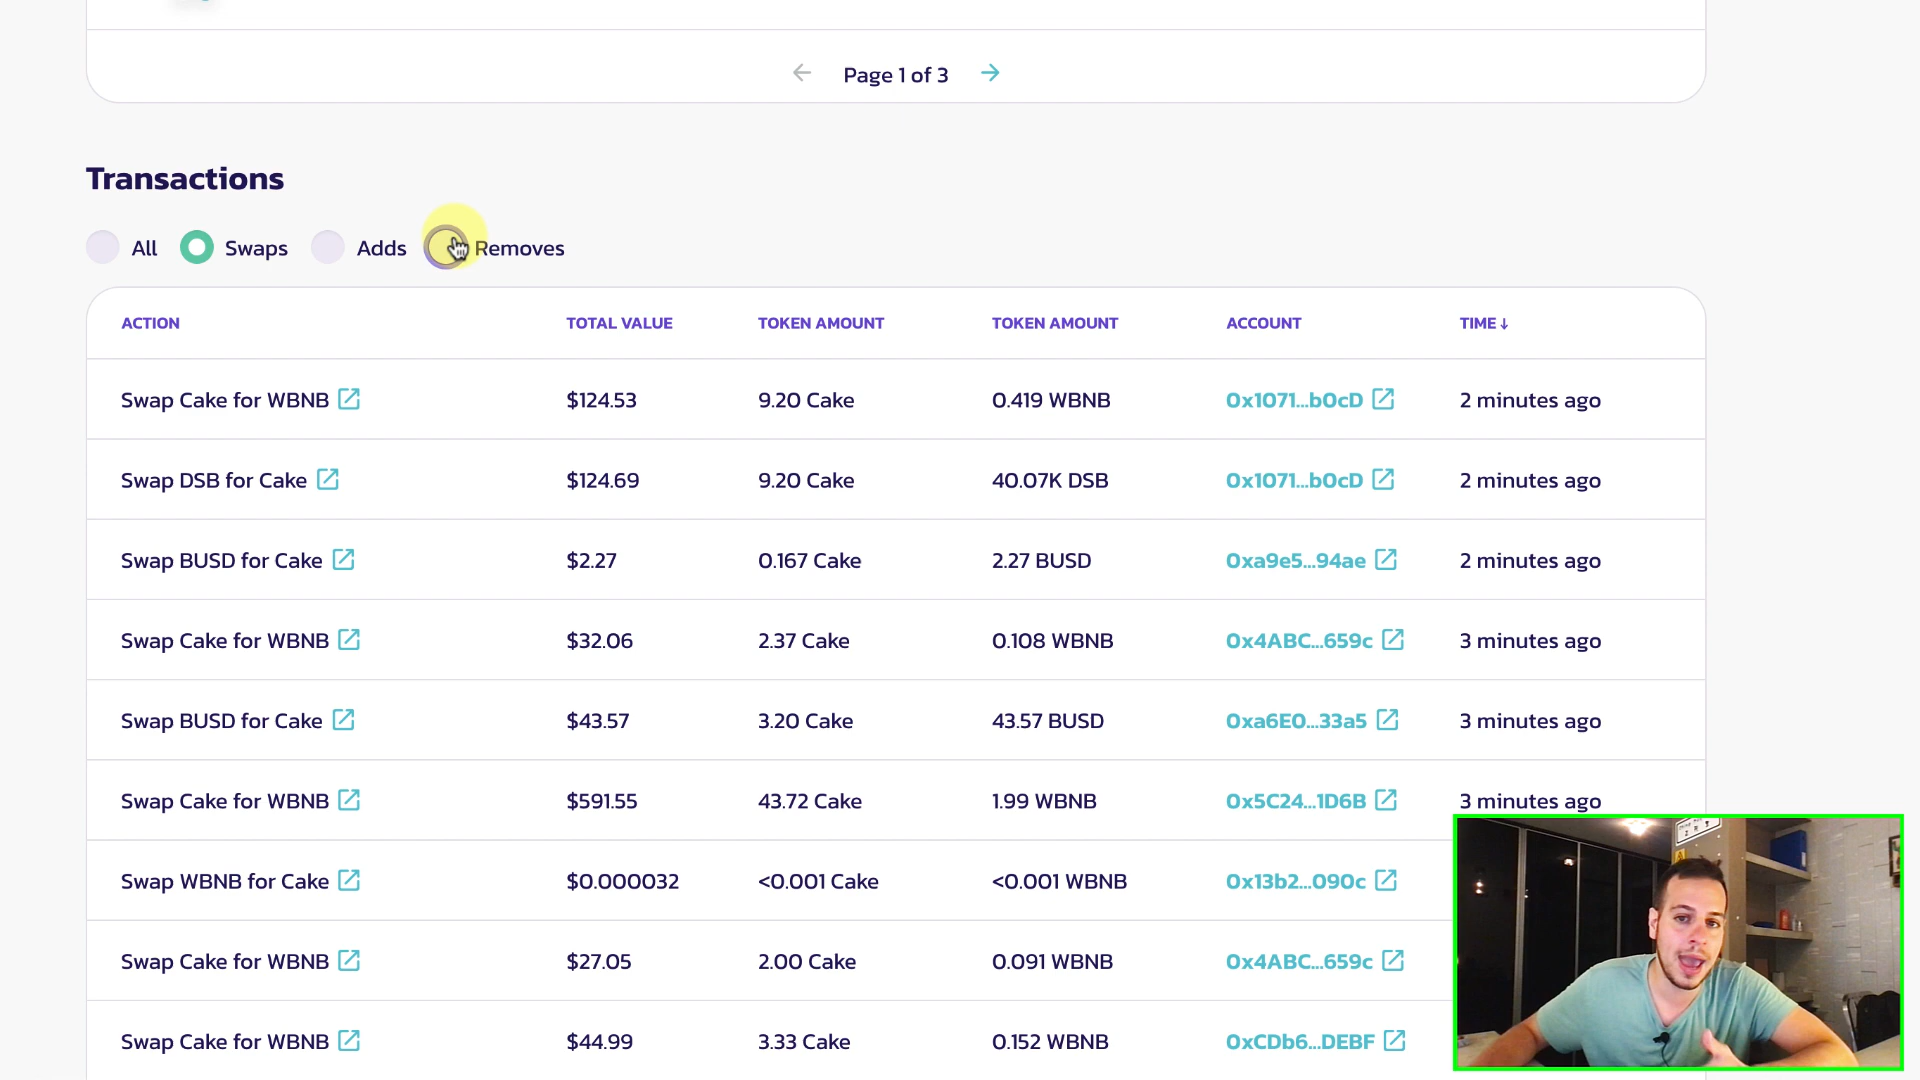 Page 1 of 3
Transactions
All Swaps Adds Removes
ACTION TOTAL VALUE TOKEN AMOUNT TOKEN AMOUNT ACCOUNT TIME ↓
Swap Cake for WBNB $124.53 9.20 Cake 0.419 WBNB 0x1071...b0cD 2 minutes ago
Swap DSB for Cake $124.69 9.20 Cake 40.07K DSB 0x1071...b0cD 2 minutes ago
Swap BUSD for Cake $2.27 0.167 Cake 2.27 BUSD 0xa9e5...94ae 2 minutes ago
Swap Cake for WBNB $32.06 2.37 Cake 0.108 WBNB 0x4ABC...659c 3 minutes ago
Swap BUSD for Cake $43.57 3.20 Cake 43.57 BUSD 0xa6E0...33a5 3 minutes ago
Swap Cake for WBNB $591.55 43.72 Cake 1.99 WBNB 0x5C24...1D6B 3 minutes ago
Swap WBNB for Cake $0.000032 <0.001 Cake <0.001 WBNB 0x13b2...090c
Swap Cake for WBNB $27.05 2.00 Cake 0.091 WBNB 0x4ABC...659c
Swap Cake for WBNB $44.99 3.33 Cake 0.152 WBNB 0xCDb6...DEBF